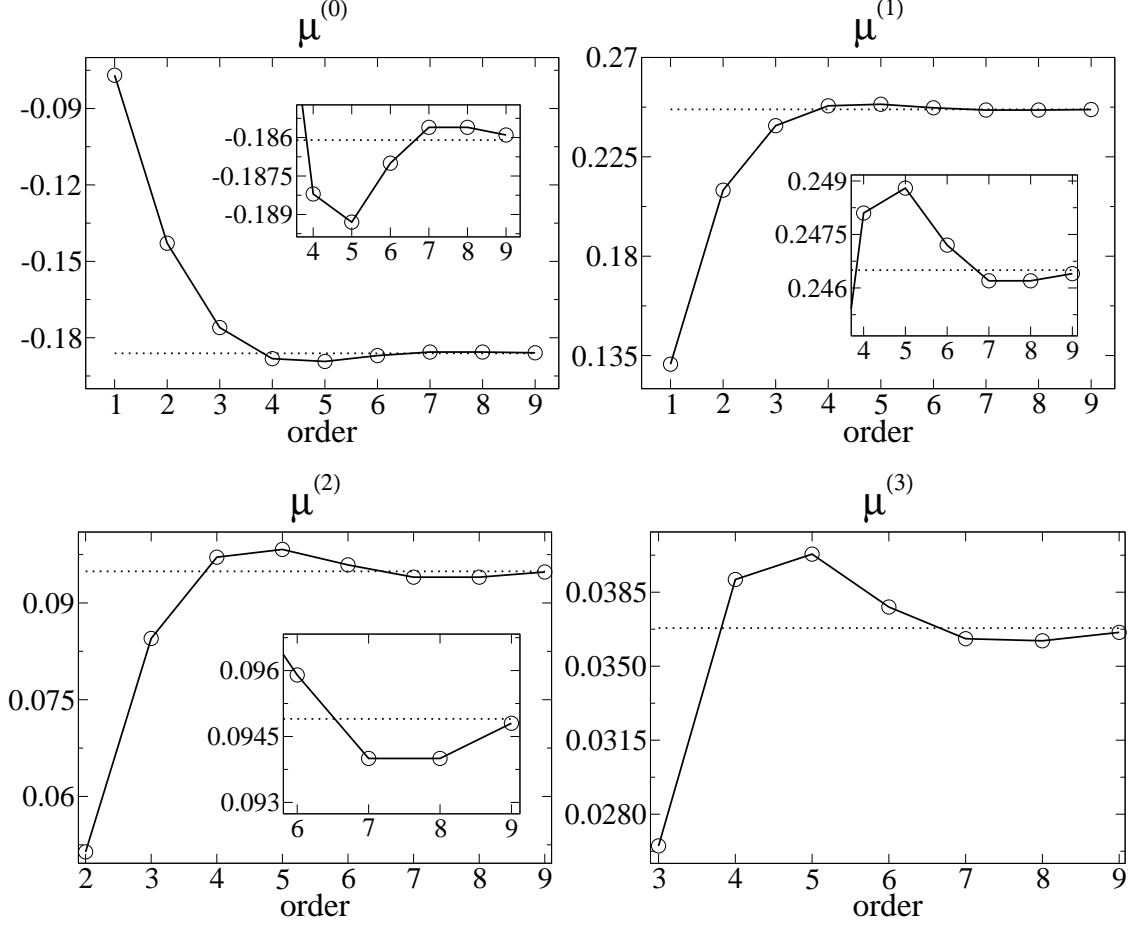 μ(0)
-0.09
-0.12
-0.15
-0.18
1 2 3 4 5 6 7 8 9
order
-0.186
-0.1875
-0.189
4 5 6 7 8 9
μ(1)
0.27
0.225
0.18
0.135
1 2 3 4 5 6 7 8 9
order
0.249
0.2475
0.246
4 5 6 7 8 9
μ(2)
0.09
0.075
0.06
2 3 4 5 6 7 8 9
order
0.096
0.0945
0.093
6 7 8 9
μ(3)
0.0385
0.0350
0.0315
0.0280
3 4 5 6 7 8 9
order